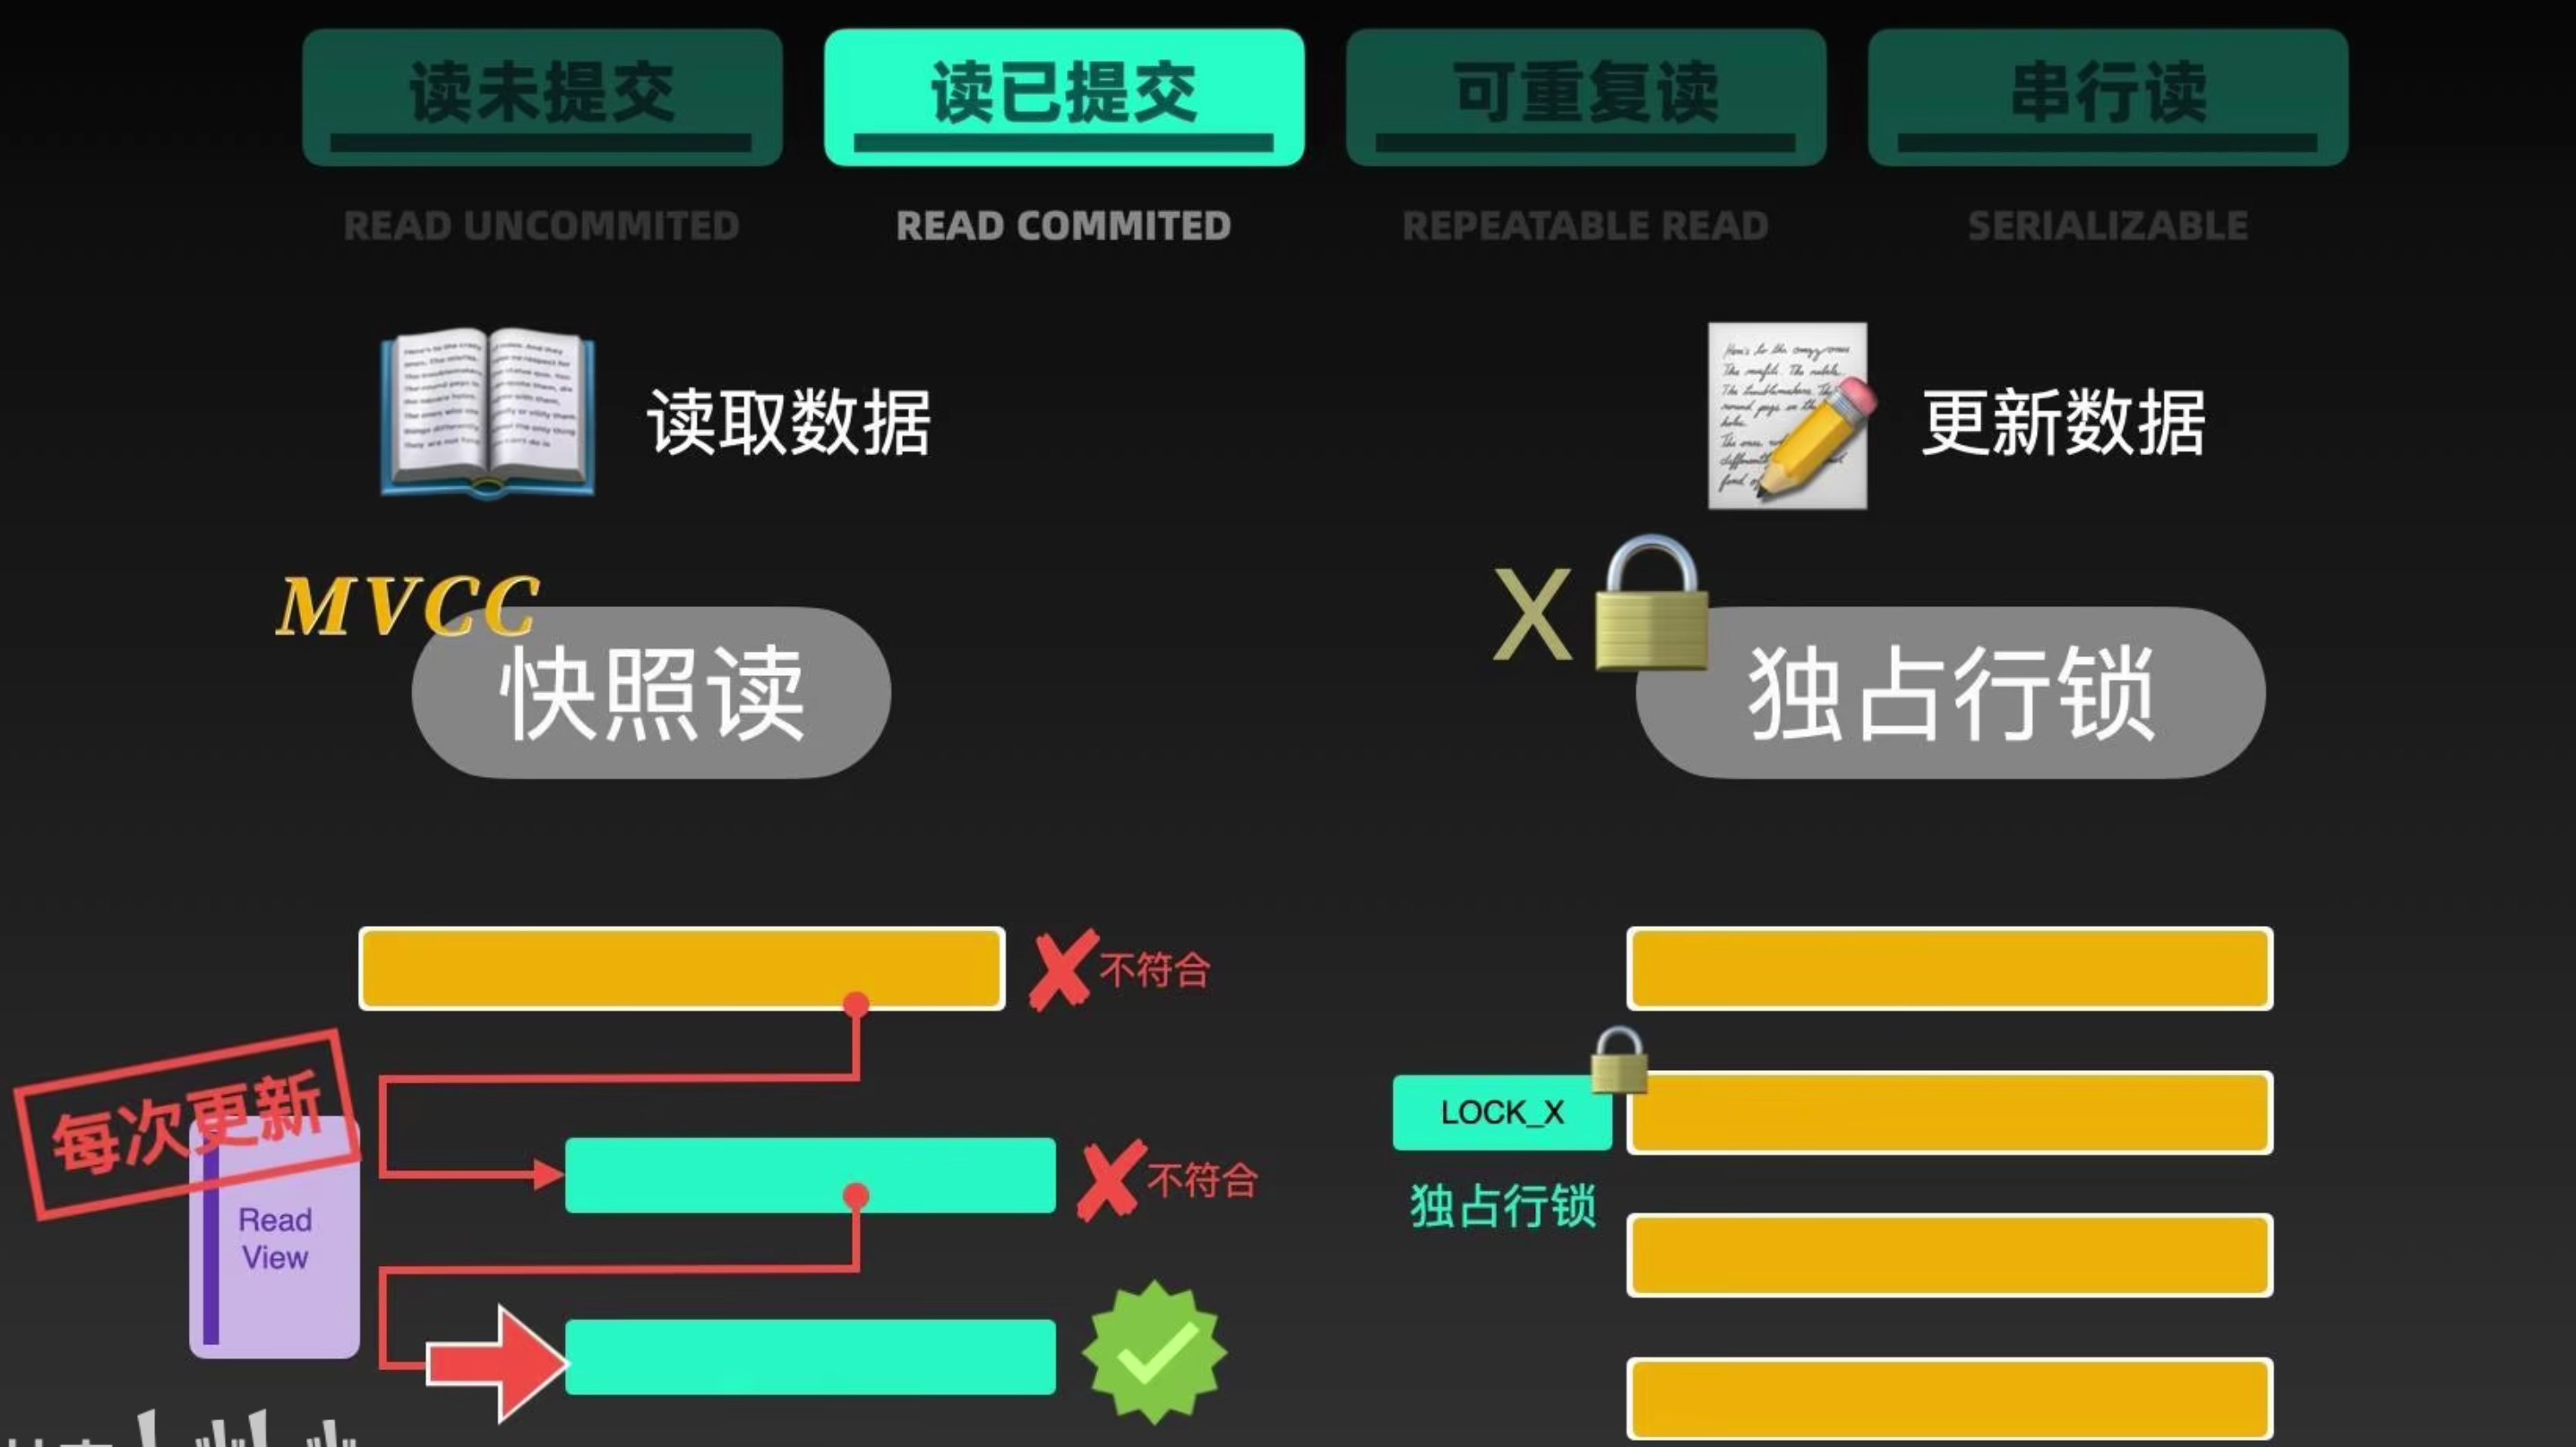 读未提交
读已提交
可重复读
串行读
READ UNCOMMITED
READ COMMITED
REPEATABLE READ
SERIALIZABLE
读取数据
更新数据
MVCC
快照读
X
独占行锁
不符合
每次更新
Read
View
不符合
LOCK_X
独占行锁